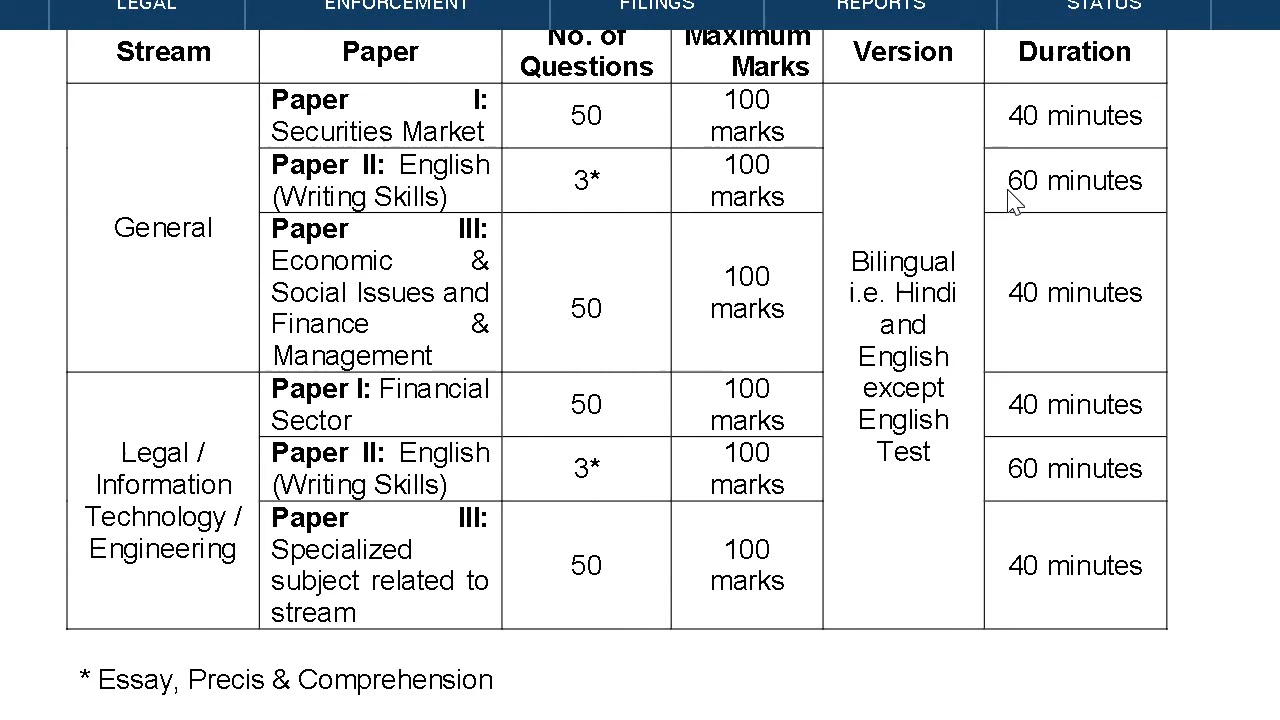 LEGAL ENFORCEMENT FILINGS REPORTS STATUS
Stream Paper No. of Questions Maximum Marks Version Duration
General
Paper I:
Securities Market
50
100
marks
40 minutes
Paper II: English
(Writing Skills)
3*
100
marks
60 minutes
Paper III:
Economic &
Social Issues and
Finance &
Management
50
100
marks
40 minutes
Bilingual
i.e. Hindi
and
English
except
English
Test
Legal /
Information
Technology /
Engineering
Paper I: Financial
Sector
50
100
marks
40 minutes
Paper II: English
(Writing Skills)
3*
100
marks
60 minutes
Paper III:
Specialized
subject related to
stream
50
100
marks
40 minutes
* Essay, Precis & Comprehension